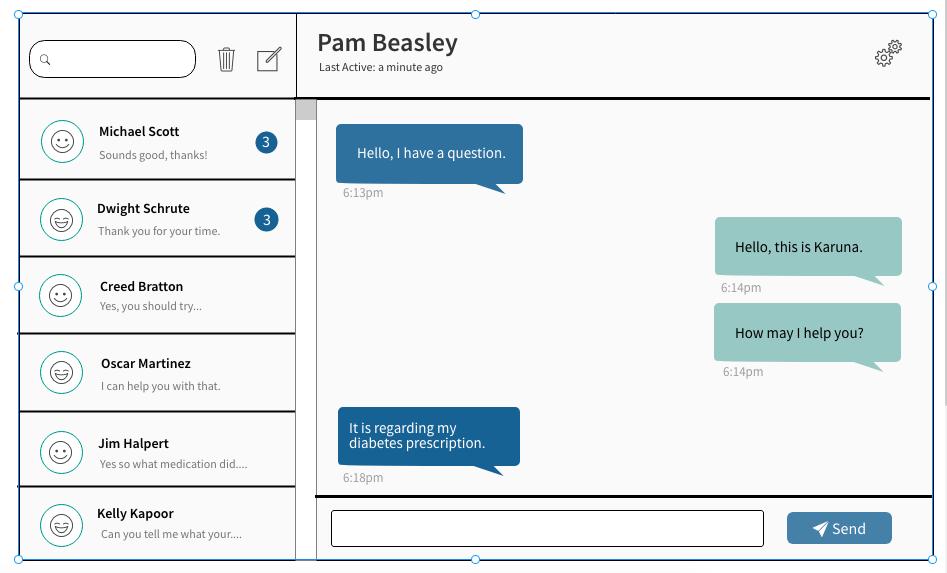 Pam Beasley
Last Active: a minute ago
Michael Scott
Sounds good, thanks!
3
Dwight Schrute
Thank you for your time.
3
Creed Bratton
Yes, you should try...
Oscar Martinez
I can help you with that.
Jim Halpert
Yes so what medication did....
Kelly Kapoor
Can you tell me what your....
Hello, I have a question.
6:13pm
Hello, this is Karuna.
6:14pm
How may I help you?
6:14pm
It is regarding my
diabetes prescription.
6:18pm
Send